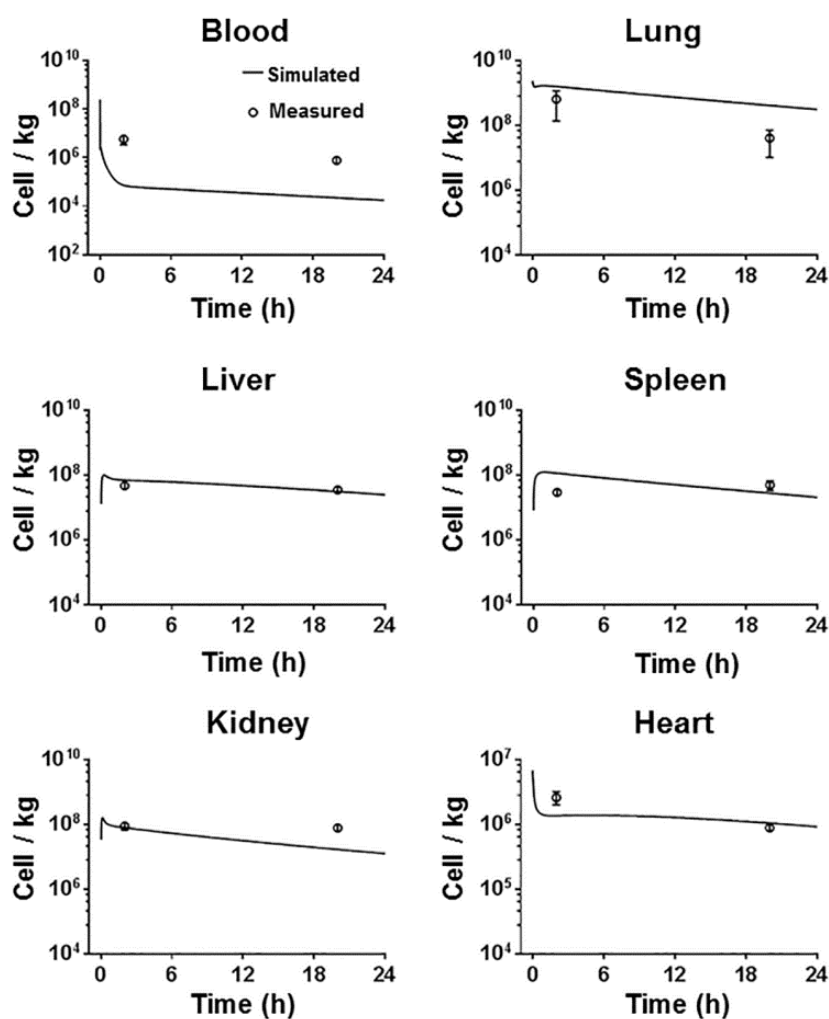 Blood
Cell / kg
10^10
10^8
10^6
10^4
10^2
Simulated
Measured
0 6 12 18 24
Time (h)
Lung
Cell / kg
10^10
10^8
10^6
10^4
0 6 12 18 24
Time (h)
Liver
Cell / kg
10^10
10^8
10^6
10^4
0 6 12 18 24
Time (h)
Spleen
Cell / kg
10^10
10^8
10^6
10^4
0 6 12 18 24
Time (h)
Kidney
Cell / kg
10^10
10^8
10^6
10^4
0 6 12 18 24
Time (h)
Heart
Cell / kg
10^7
10^6
10^5
10^4
0 6 12 18 24
Time (h)